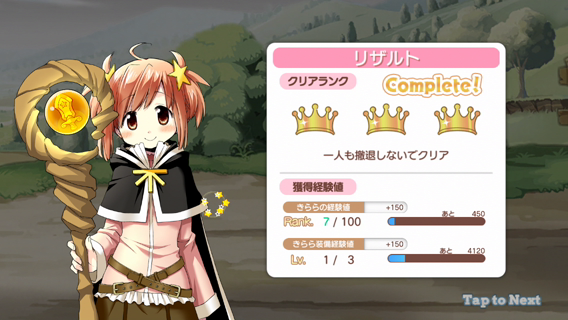 リザルト
クリアランク
Complete!
一人も撤退しないでクリア
獲得経験値
きららの経験値 +150
あと 450
Rank. 7 / 100
きらら装備経験値 +150
あと 4120
Lv. 1 / 3
Tap to Next